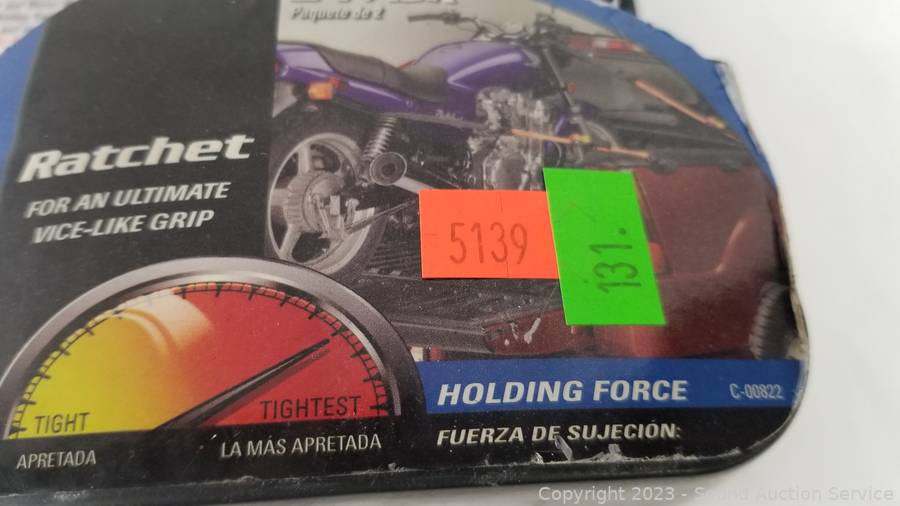 Paquete de 2
Ratchet
FOR AN ULTIMATE
VICE-LIKE GRIP
5139
131.
TIGHT
TIGHTEST
APRETADA
LA MÁS APRETADA
HOLDING FORCE
C-00822
FUERZA DE SUJECIÓN:
Copyright 2023 - Sound Auction Service